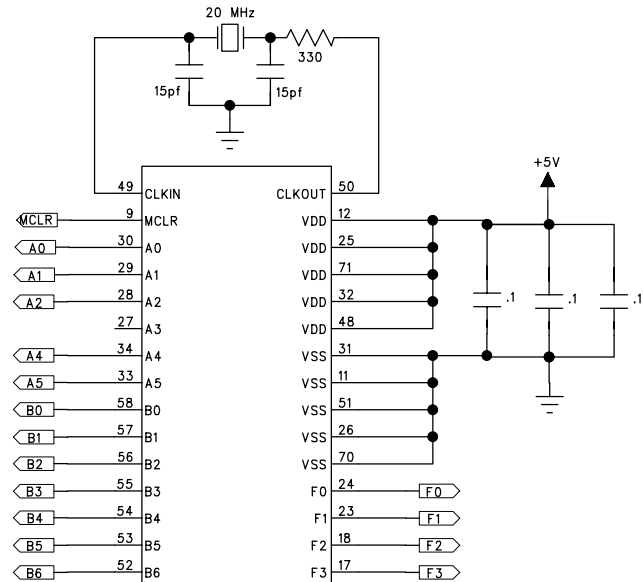 20 MHz
330
15pf 15pf
+5V
49 CLKIN CLKOUT 50
MCLR 9 MCLR VDD 12
A0 30 A0 VDD 25
A1 29 A1 VDD 71
A2 28 A2 VDD 32
.1 .1 .1
27 A3 VDD 48
A4 34 A4 VSS 31
A5 33 A5 VSS 11
B0 58 B0 VSS 51
B1 57 B1 VSS 26
B2 56 B2 VSS 70
B3 55 B3 F0 24 F0
B4 54 B4 F1 23 F1
B5 53 B5 F2 18 F2
B6 52 B6 F3 17 F3